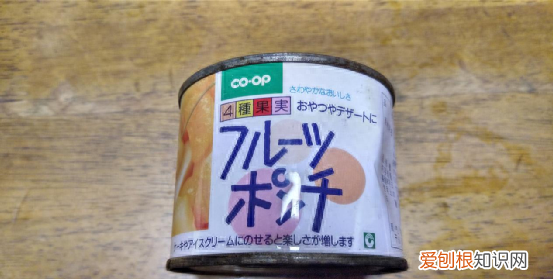 co·op
さわやかなおいしさ
4種果実
おやつやデザートに
フルーツ
ポンチ
ケーキやアイスクリームにのせると楽しさが増します
G
爱刨根知识网